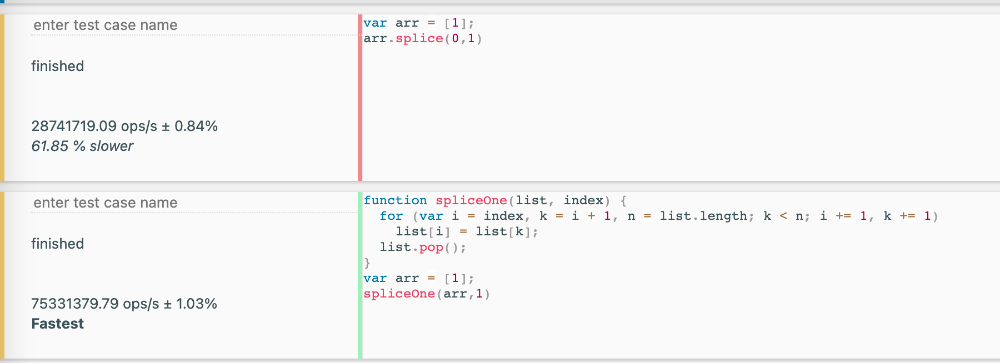 enter test case name
var arr = [1];
arr.splice(0,1)
finished
28741719.09 ops/s ± 0.84%
61.85 % slower
enter test case name
function spliceOne(list, index) {
  for (var i = index, k = i + 1, n = list.length; k < n; i += 1, k += 1)
    list[i] = list[k];
  list.pop();
}
var arr = [1];
spliceOne(arr,1)
finished
75331379.79 ops/s ± 1.03%
Fastest